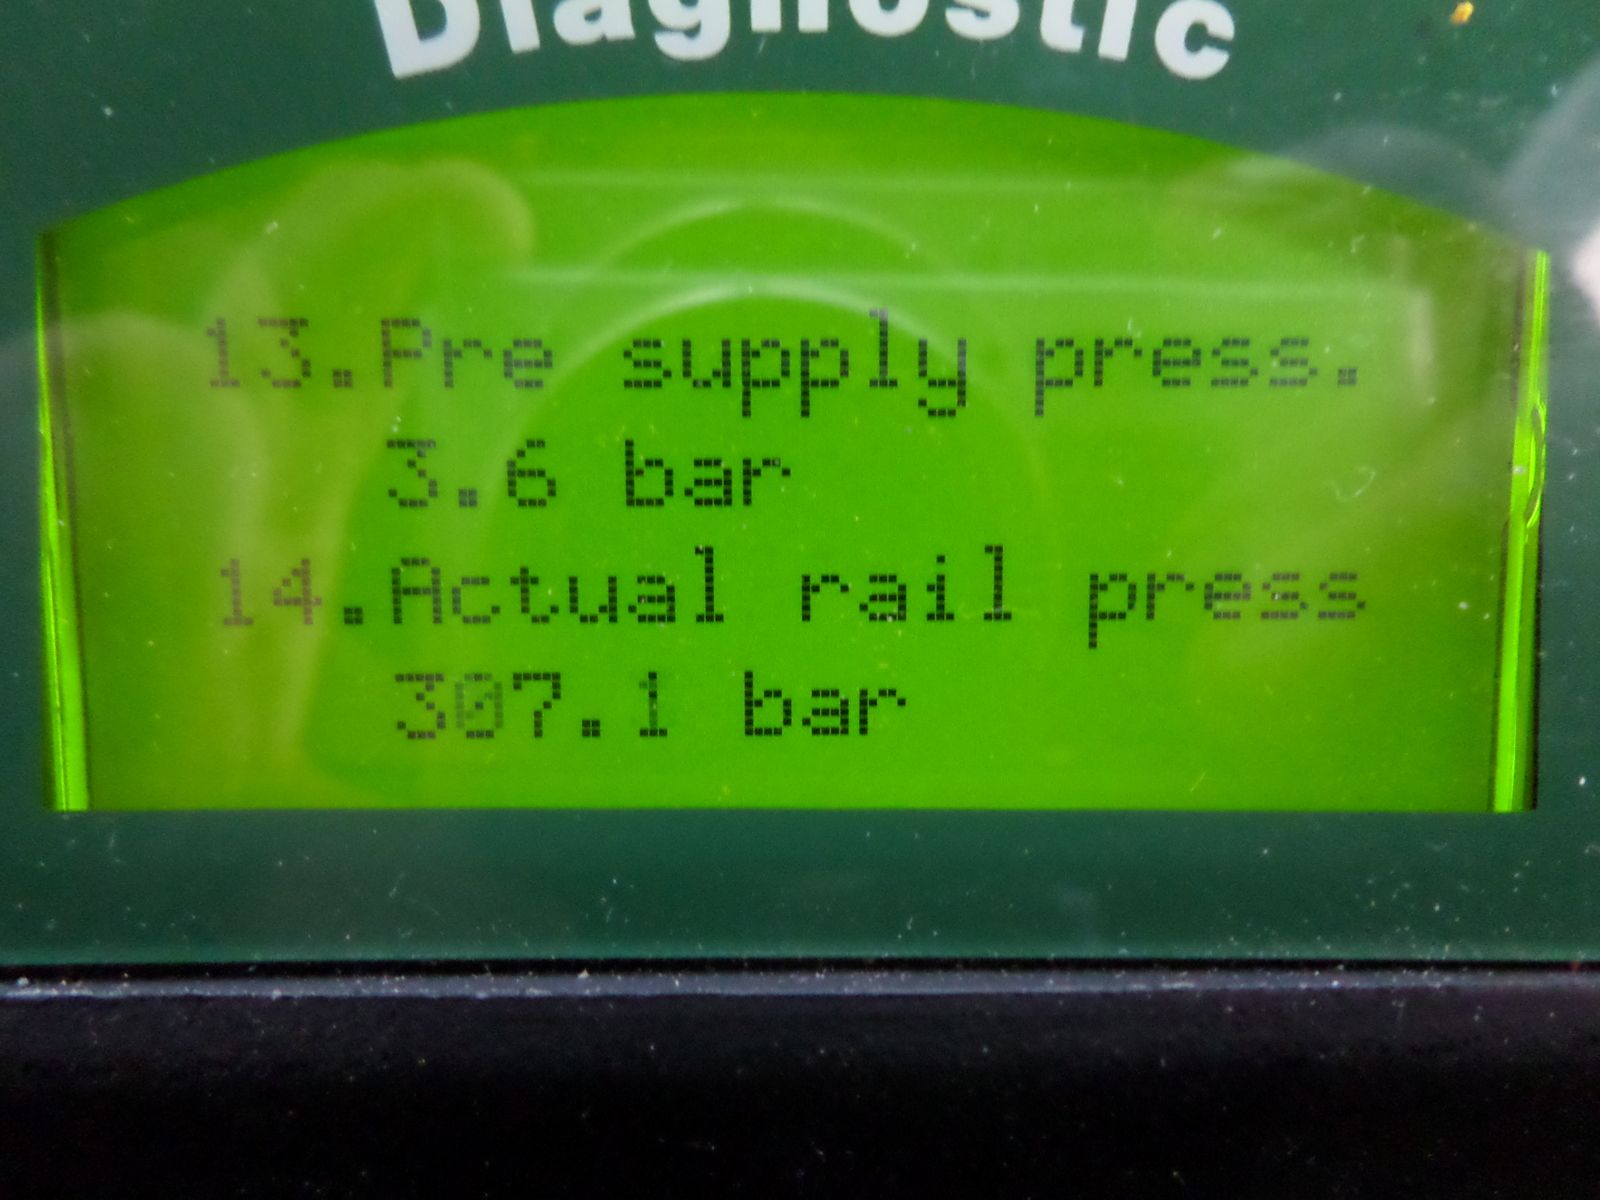 Diagnostic
13.Pre supply press.
3.6 bar
14.Actual rail press
307.1 bar